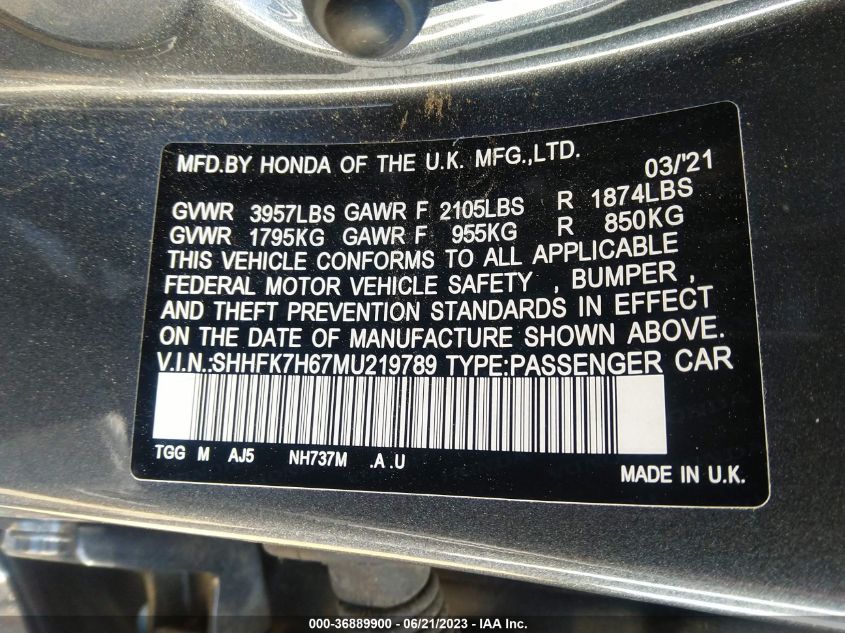 MFD.BY HONDA OF THE U.K. MFG.,LTD. 03/'21
GVWR 3957LBS GAWR F 2105LBS R 1874LBS
GVWR 1795KG GAWR F 955KG R 850KG
THIS VEHICLE CONFORMS TO ALL APPLICABLE
FEDERAL MOTOR VEHICLE SAFETY , BUMPER ,
AND THEFT PREVENTION STANDARDS IN EFFECT
ON THE DATE OF MANUFACTURE SHOWN ABOVE.
V.I.N.:SHHFK7H67MU219789 TYPE:PASSENGER CAR
TGG M AJ5 NH737M .A .U
MADE IN U.K.
000-36889900 - 06/21/2023 - IAA Inc.